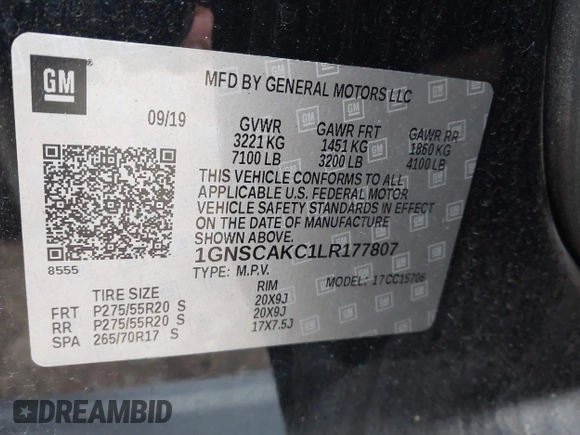 GM
MFD BY GENERAL MOTORS LLC
09/19 GVWR GAWR FRT GAWR RR
3221 KG 1451 KG 1860 KG
7100 LB 3200 LB 4100 LB
THIS VEHICLE CONFORMS TO ALL
APPLICABLE U.S. FEDERAL MOTOR
VEHICLE SAFETY STANDARDS IN EFFECT
ON THE DATE OF MANUFACTURE
SHOWN ABOVE.
8555 1GNSCAKC1LR177807
TYPE: M.P.V. MODEL: 17CC15706
TIRE SIZE RIM
FRT P275/55R20 S 20X9J
RR P275/55R20 S 20X9J
SPA 265/70R17 S 17X7.5J
DREAMBID